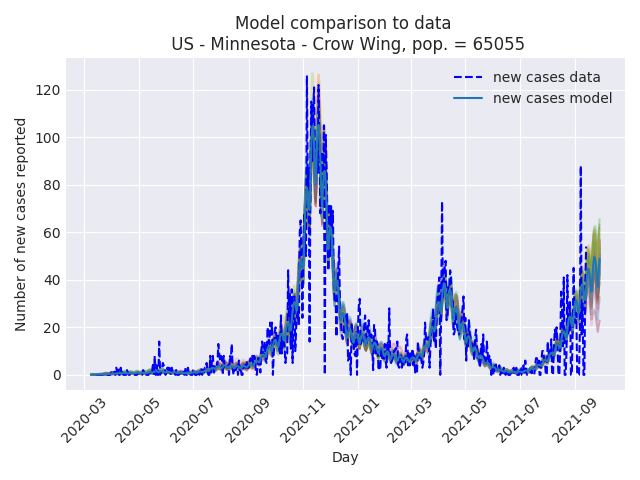 Model comparison to data
US - Minnesota - Crow Wing, pop. = 65055
new cases data
new cases model
Number of new cases reported
120
100
80
60
40
20
0
2020-03
2020-05
2020-07
2020-09
2020-11
2021-01
2021-03
2021-05
2021-07
2021-09
Day